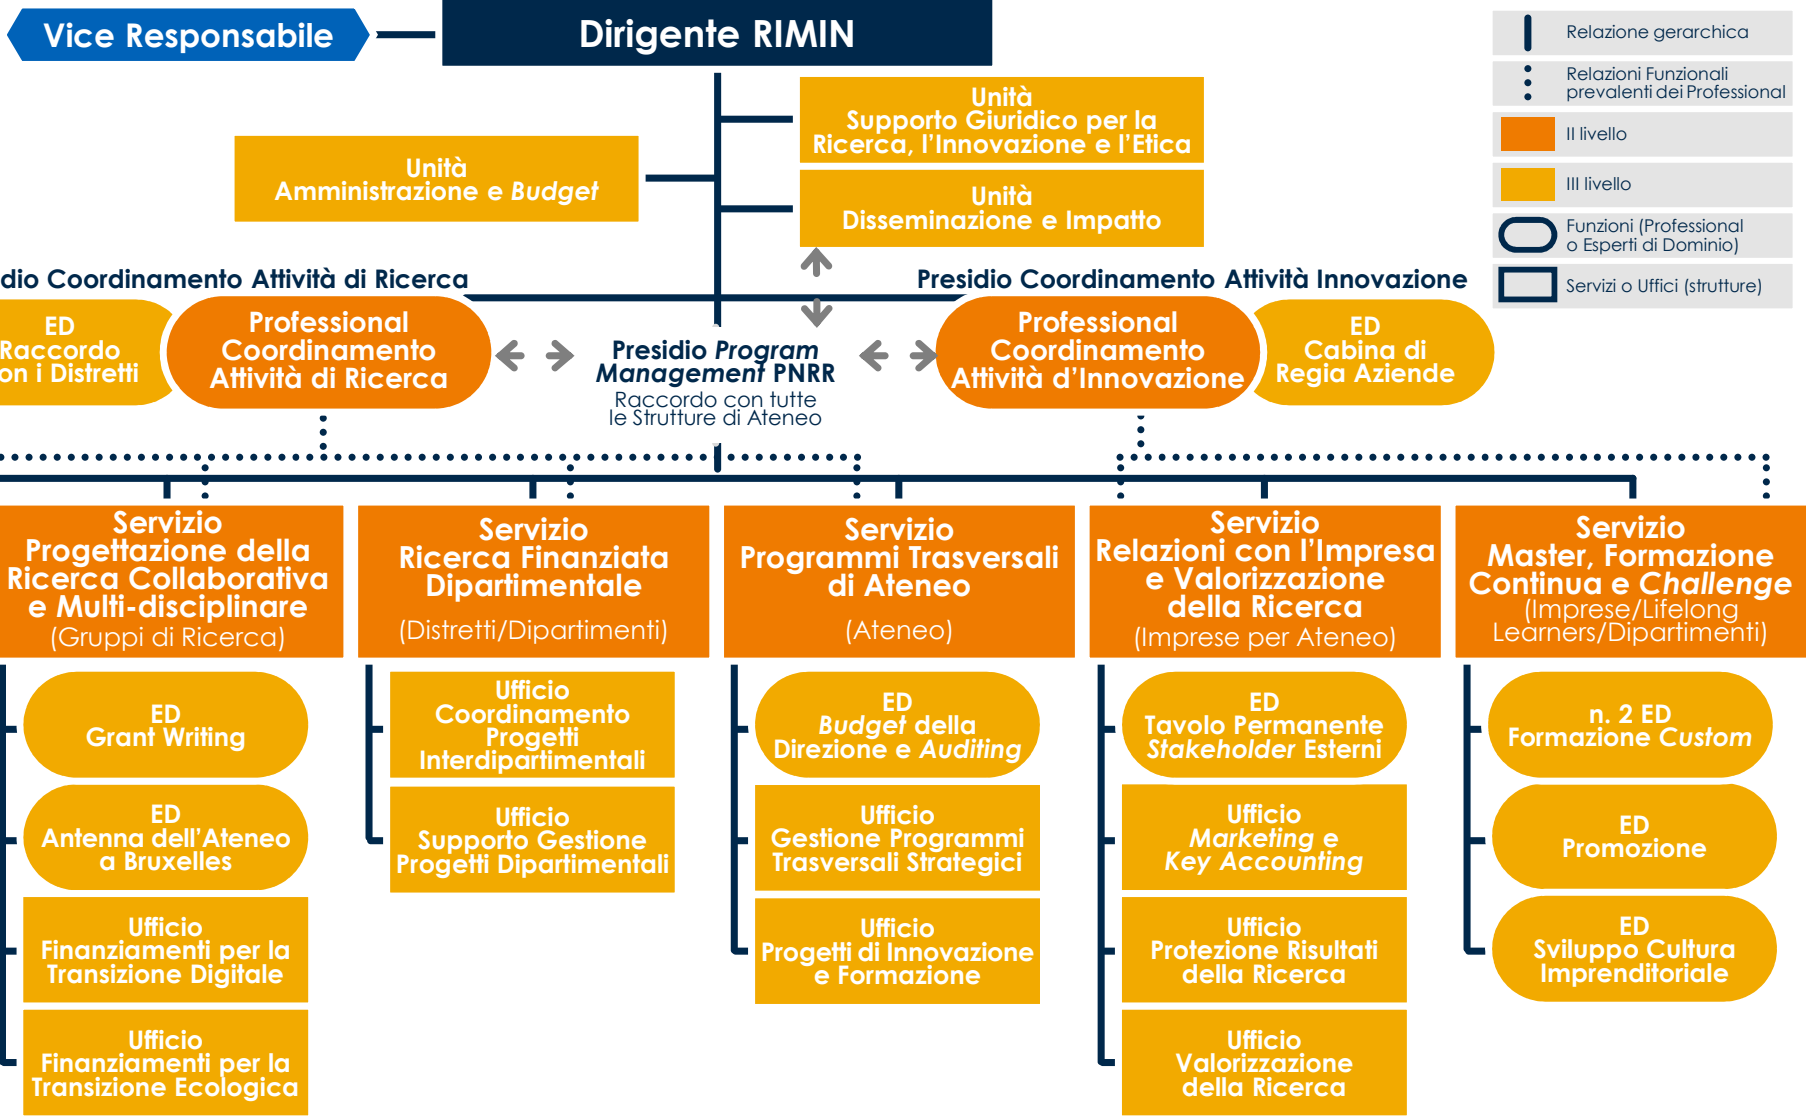 Vice Responsabile
Dirigente RIMIN
Relazione gerarchica
Relazioni Funzionali
prevalenti dei Professional
II livello
III livello
Funzioni (Professional
o Esperti di Dominio)
Servizi o Uffici (strutture)
Unità
Supporto Giuridico per la
Ricerca, l'Innovazione e l'Etica
Unità
Amministrazione e Budget
Unità
Disseminazione e Impatto
dio Coordinamento Attività di Ricerca
Presidio Coordinamento Attività Innovazione
ED
Raccordo
on i Distretti
Professional
Coordinamento
Attività di Ricerca
Presidio Program
Management PNRR
Raccordo con tutte
le Strutture di Ateneo
Professional
Coordinamento
Attività d'Innovazione
ED
Cabina di
Regia Aziende
Servizio
Progettazione della
Ricerca Collaborativa
e Multi-disciplinare
(Gruppi di Ricerca)
Servizio
Ricerca Finanziata
Dipartimentale
(Distretti/Dipartimenti)
Servizio
Programmi Trasversali
di Ateneo
(Ateneo)
Servizio
Relazioni con l'Impresa
e Valorizzazione
della Ricerca
(Imprese per Ateneo)
Servizio
Master, Formazione
Continua e Challenge
(Imprese/Lifelong
Learners/Dipartimenti)
ED
Grant Writing
ED
Antenna dell'Ateneo
a Bruxelles
Ufficio
Finanziamenti per la
Transizione Digitale
Ufficio
Finanziamenti per la
Transizione Ecologica
Ufficio
Coordinamento
Progetti
Interdipartimentali
Ufficio
Supporto Gestione
Progetti Dipartimentali
ED
Budget della
Direzione e Auditing
Ufficio
Gestione Programmi
Trasversali Strategici
Ufficio
Progetti di Innovazione
e Formazione
ED
Tavolo Permanente
Stakeholder Esterni
Ufficio
Marketing e
Key Accounting
Ufficio
Protezione Risultati
della Ricerca
Ufficio
Valorizzazione
della Ricerca
n. 2 ED
Formazione Custom
ED
Promozione
ED
Sviluppo Cultura
Imprenditoriale